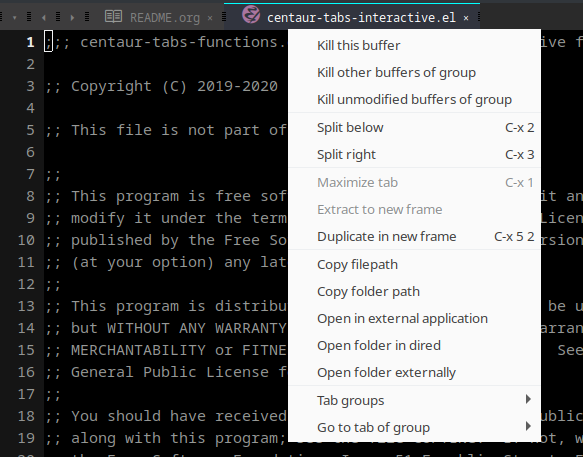 README.org ×
centaur-tabs-interactive.el ×
1 ;;; centaur-tabs-functions. ive f
2
3 ;; Copyright (C) 2019-2020
4
5 ;; This file is not part of
6
7 ;;
8 ;; This program is free sof it an
9 ;; modify it under the term Licen
10 ;; published by the Free So ersion
11 ;; (at your option) any lat
12 ;;
13 ;; This program is distribu be u
14 ;; but WITHOUT ANY WARRANTY arran
15 ;; MERCHANTABILITY or FITNE See
16 ;; General Public License f
17 ;;
18 ;; You should have received ublic
19 ;; along with this program;
Kill this buffer
Kill other buffers of group
Kill unmodified buffers of group
Split below C-x 2
Split right C-x 3
Maximize tab C-x 1
Extract to new frame
Duplicate in new frame C-x 5 2
Copy filepath
Copy folder path
Open in external application
Open folder in dired
Open folder externally
Tab groups
Go to tab of group